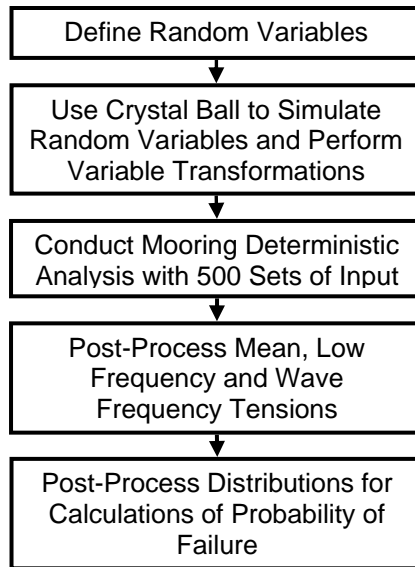 Define Random Variables
Use Crystal Ball to Simulate
Random Variables and Perform
Variable Transformations
Conduct Mooring Deterministic
Analysis with 500 Sets of Input
Post-Process Mean, Low
Frequency and Wave
Frequency Tensions
Post-Process Distributions for
Calculations of Probability of
Failure